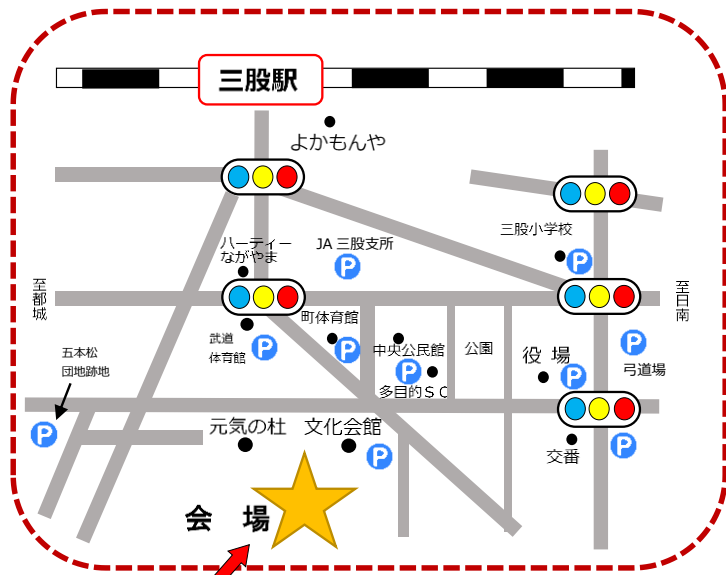 三股駅
よかもんや
三股小学校
ハーティー
ながやま
JA 三股支所
P
P
至都城
至日南
町体育館
武道
体育館
P
P
中央公民館
P
公園
役 場
P
P
弓道場
五本松
団地跡地
多目的ＳＣ
P
元気の杜
文化会館
P
交番
P
会 場